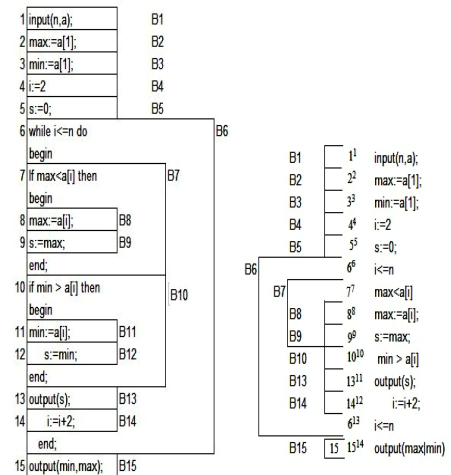 1 input(n,a); B1
2 max:=a[1]; B2
3 min:=a[1]; B3
4 i:=2 B4
5 s:=0; B5
6 while i<=n do B6
begin
7 If max<a[i] then B7
begin
8 max:=a[i]; B8
9 s:=max; B9
end;
10 if min > a[i] then B10
begin
11 min:=a[i]; B11
12 s:=min; B12
end;
13 output(s); B13
14 i:=i+2; B14
end;
15 output(min,max); B15
B1 1¹ input(n,a);
B2 2² max:=a[1];
B3 3³ min:=a[1];
B4 4⁴ i:=2
B5 5⁵ s:=0;
B6 6⁶ i<=n
B7 7⁷ max<a[i]
B8 8⁸ max:=a[i];
B9 9⁹ s:=max;
B10 10¹⁰ min > a[i]
B13 13¹¹ output(s);
B14 14¹² i:=i+2;
6¹³ i<=n
B15 15 15¹⁴ output(max|min)